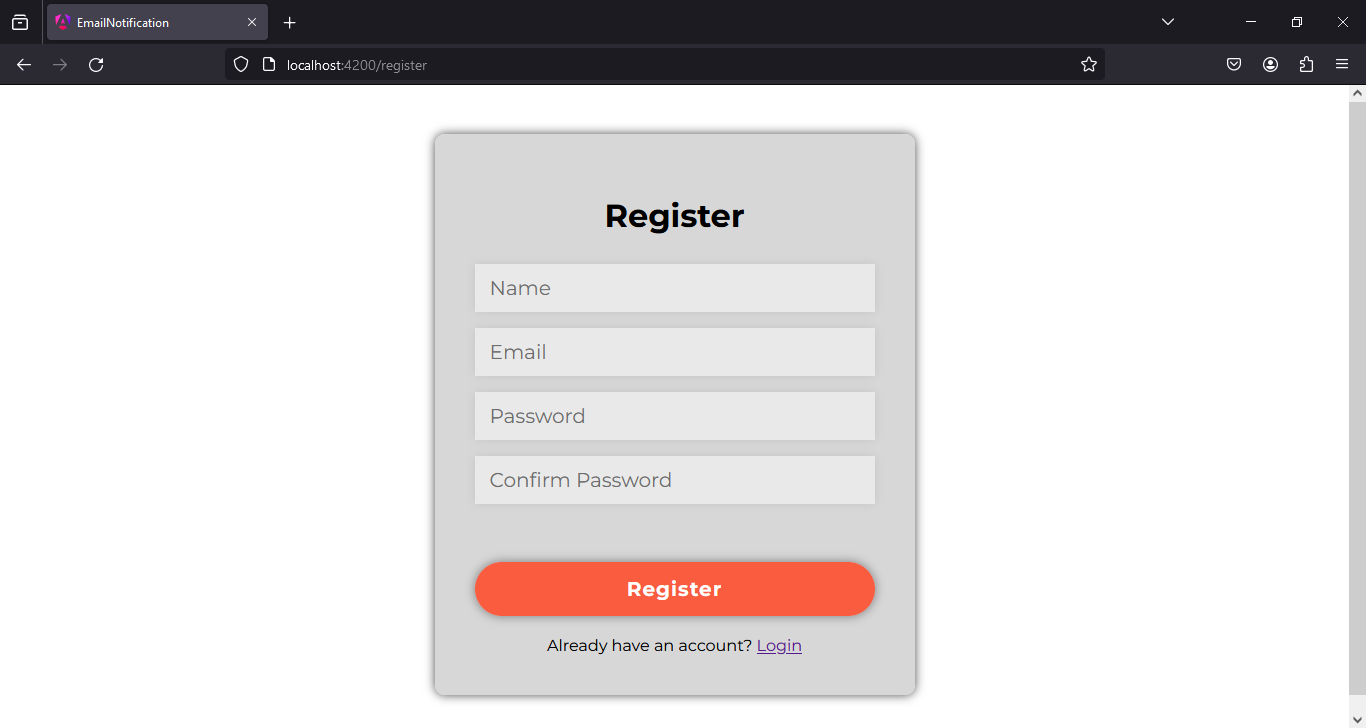 EmailNotification
localhost:4200/register
Register
Name
Email
Password
Confirm Password
Register
Already have an account? Login